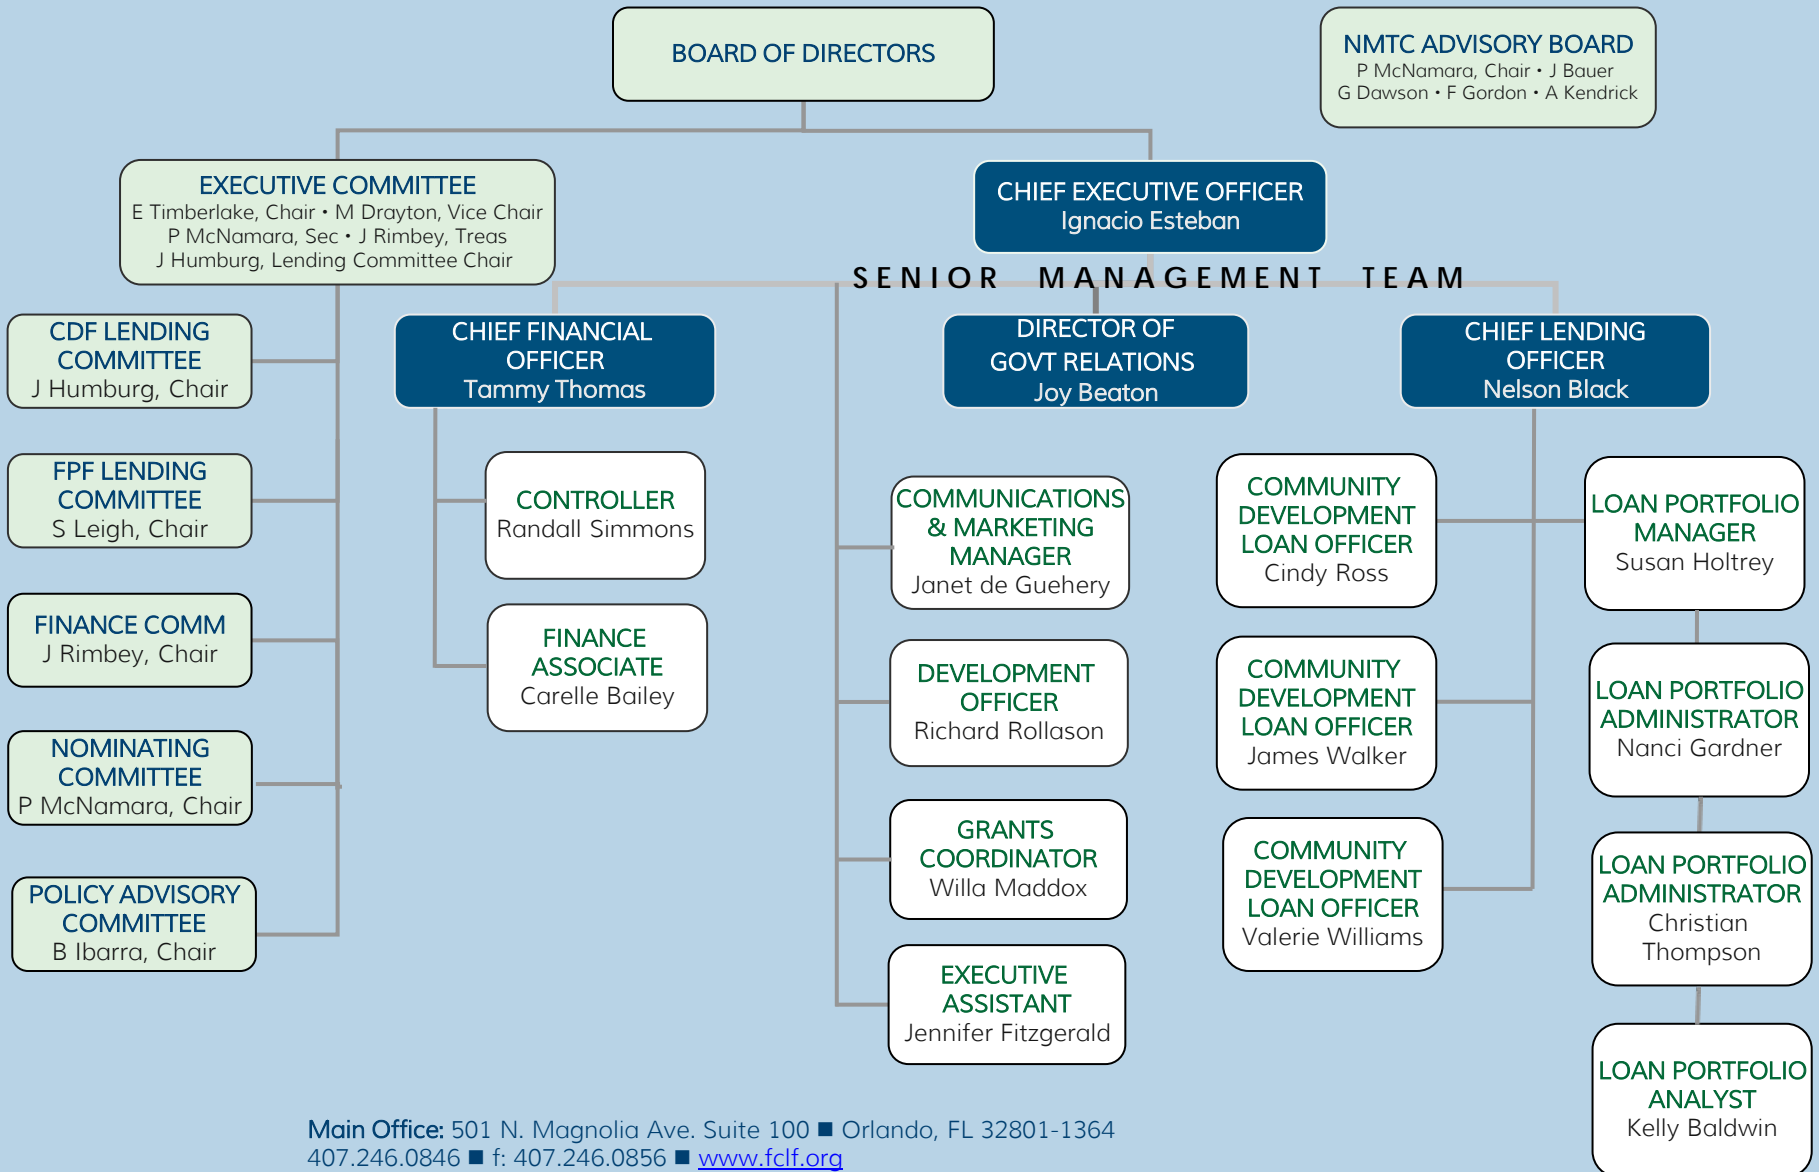 BOARD OF DIRECTORS
NMTC ADVISORY BOARD
P McNamara, Chair • J Bauer
G Dawson • F Gordon • A Kendrick
EXECUTIVE COMMITTEE
E Timberlake, Chair • M Drayton, Vice Chair
P McNamara, Sec • J Rimbey, Treas
J Humburg, Lending Committee Chair
CHIEF EXECUTIVE OFFICER
Ignacio Esteban
SENIOR MANAGEMENT TEAM
CDF LENDING
COMMITTEE
J Humburg, Chair
FPF LENDING
COMMITTEE
S Leigh, Chair
FINANCE COMM
J Rimbey, Chair
NOMINATING
COMMITTEE
P McNamara, Chair
POLICY ADVISORY
COMMITTEE
B Ibarra, Chair
CHIEF FINANCIAL
OFFICER
Tammy Thomas
CONTROLLER
Randall Simmons
FINANCE
ASSOCIATE
Carelle Bailey
DIRECTOR OF
GOVT RELATIONS
Joy Beaton
COMMUNICATIONS
& MARKETING
MANAGER
Janet de Guehery
DEVELOPMENT
OFFICER
Richard Rollason
GRANTS
COORDINATOR
Willa Maddox
EXECUTIVE
ASSISTANT
Jennifer Fitzgerald
CHIEF LENDING
OFFICER
Nelson Black
COMMUNITY
DEVELOPMENT
LOAN OFFICER
Cindy Ross
COMMUNITY
DEVELOPMENT
LOAN OFFICER
James Walker
COMMUNITY
DEVELOPMENT
LOAN OFFICER
Valerie Williams
LOAN PORTFOLIO
MANAGER
Susan Holtrey
LOAN PORTFOLIO
ADMINISTRATOR
Nanci Gardner
LOAN PORTFOLIO
ADMINISTRATOR
Christian
Thompson
LOAN PORTFOLIO
ANALYST
Kelly Baldwin
Main Office: 501 N. Magnolia Ave. Suite 100 ■ Orlando, FL 32801-1364
407.246.0846 ■ f: 407.246.0856 ■ www.fclf.org